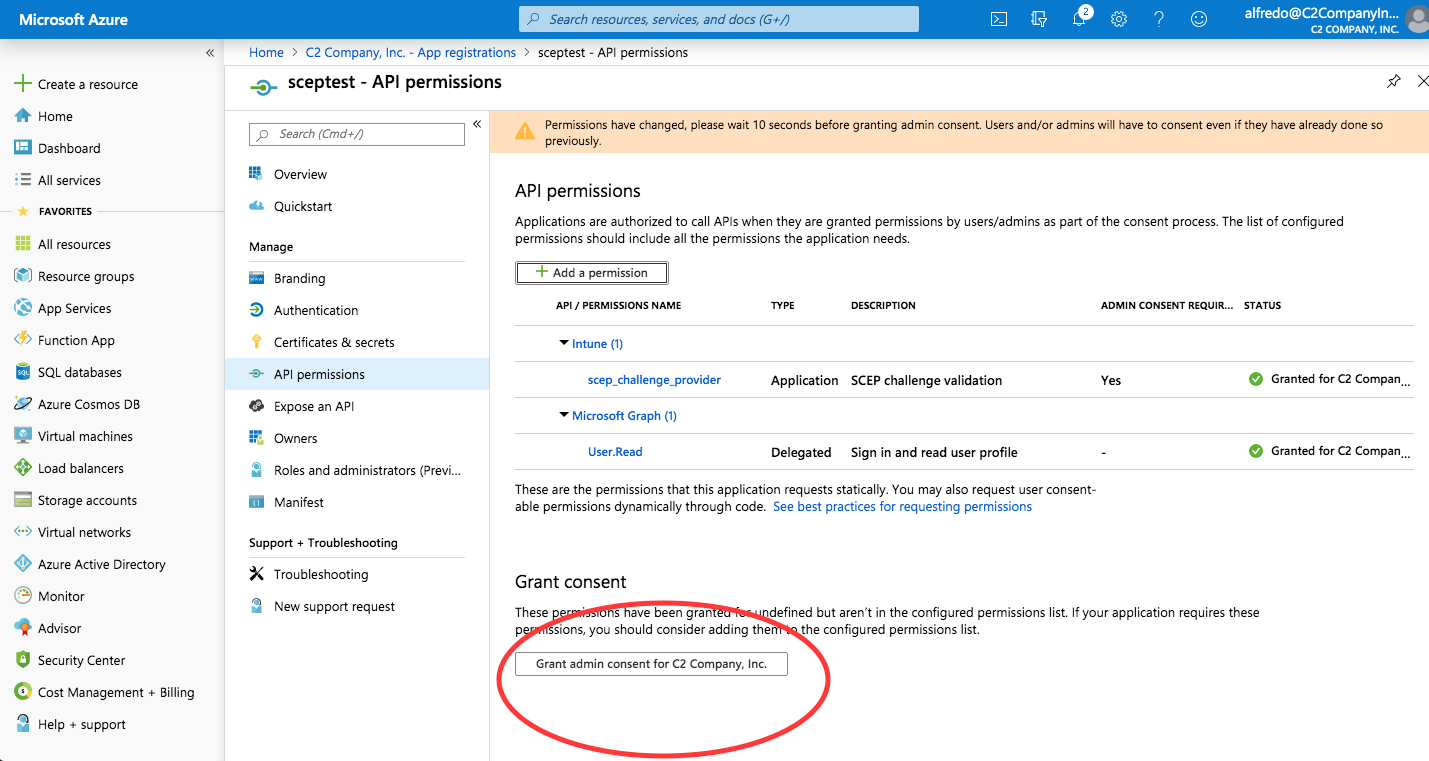 Microsoft Azure
Search resources, services, and docs (G+/)
2
alfredo@C2CompanyIn...
C2 COMPANY, INC.
«
Create a resource
Home
Dashboard
All services
FAVORITES
All resources
Resource groups
App Services
Function App
SQL databases
Azure Cosmos DB
Virtual machines
Load balancers
Storage accounts
Virtual networks
Azure Active Directory
Monitor
Advisor
Security Center
Cost Management + Billing
Help + support
Home > C2 Company, Inc. - App registrations > sceptest - API permissions
sceptest - API permissions
Search (Cmd+/)
«
Overview
Quickstart
Manage
Branding
Authentication
Certificates & secrets
API permissions
Expose an API
Owners
Roles and administrators (Previ...
Manifest
Support + Troubleshooting
Troubleshooting
New support request
Permissions have changed, please wait 10 seconds before granting admin consent. Users and/or admins will have to consent even if they have already done so
previously.
API permissions
Applications are authorized to call APIs when they are granted permissions by users/admins as part of the consent process. The list of configured
permissions should include all the permissions the application needs.
Add a permission
API / PERMISSIONS NAME TYPE DESCRIPTION ADMIN CONSENT REQUIR... STATUS
Intune (1)
scep_challenge_provider Application SCEP challenge validation Yes Granted for C2 Compan...
Microsoft Graph (1)
User.Read Delegated Sign in and read user profile - Granted for C2 Compan...
These are the permissions that this application requests statically. You may also request user consent-
able permissions dynamically through code. See best practices for requesting permissions
Grant consent
These permissions have been granted for undefined but aren't in the configured permissions list. If your application requires these
permissions, you should consider adding them to the configured permissions list.
Grant admin consent for C2 Company, Inc.